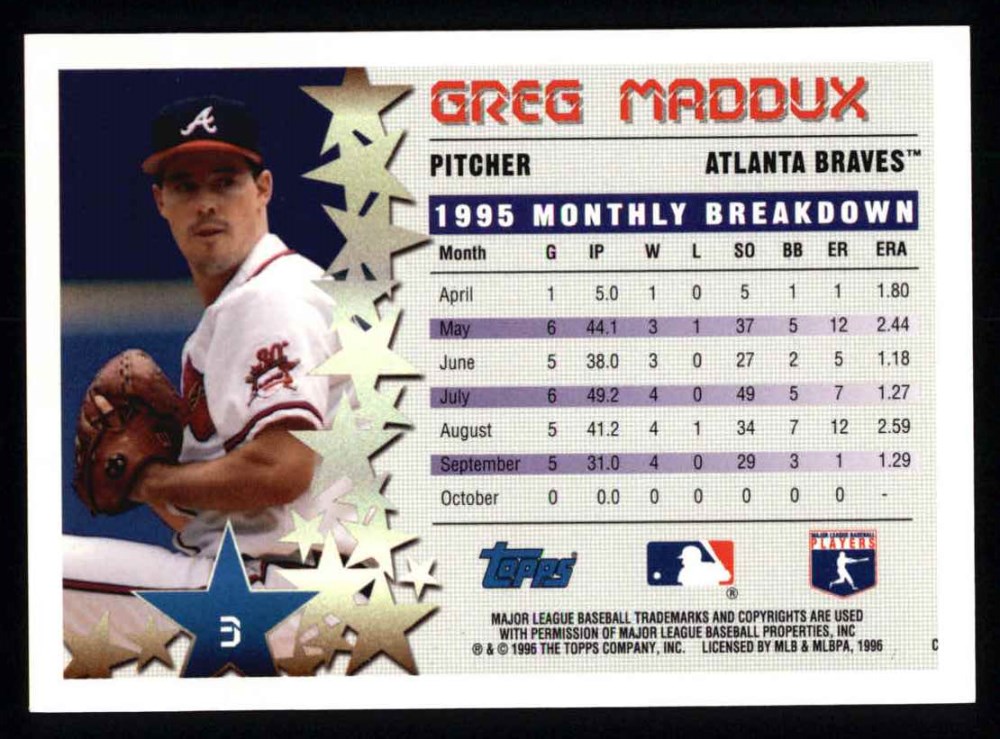 GREG MADDUX
PITCHER ATLANTA BRAVES™
1995 MONTHLY BREAKDOWN
Month G IP W L SO BB ER ERA
April 1 5.0 1 0 5 1 1 1.80
May 6 44.1 3 1 37 5 12 2.44
June 5 38.0 3 0 27 2 5 1.18
July 6 49.2 4 0 49 5 7 1.27
August 5 41.2 4 1 34 7 12 2.59
September 5 31.0 4 0 29 3 1 1.29
October 0 0.0 0 0 0 0 0 -
A
30
3
Topps®
®
MAJOR LEAGUE BASEBALL
PLAYERS
MAJOR LEAGUE BASEBALL TRADEMARKS AND COPYRIGHTS ARE USED
WITH PERMISSION OF MAJOR LEAGUE BASEBALL PROPERTIES, INC
® & © 1996 THE TOPPS COMPANY, INC. LICENSED BY MLB & MLBPA, 1996 C